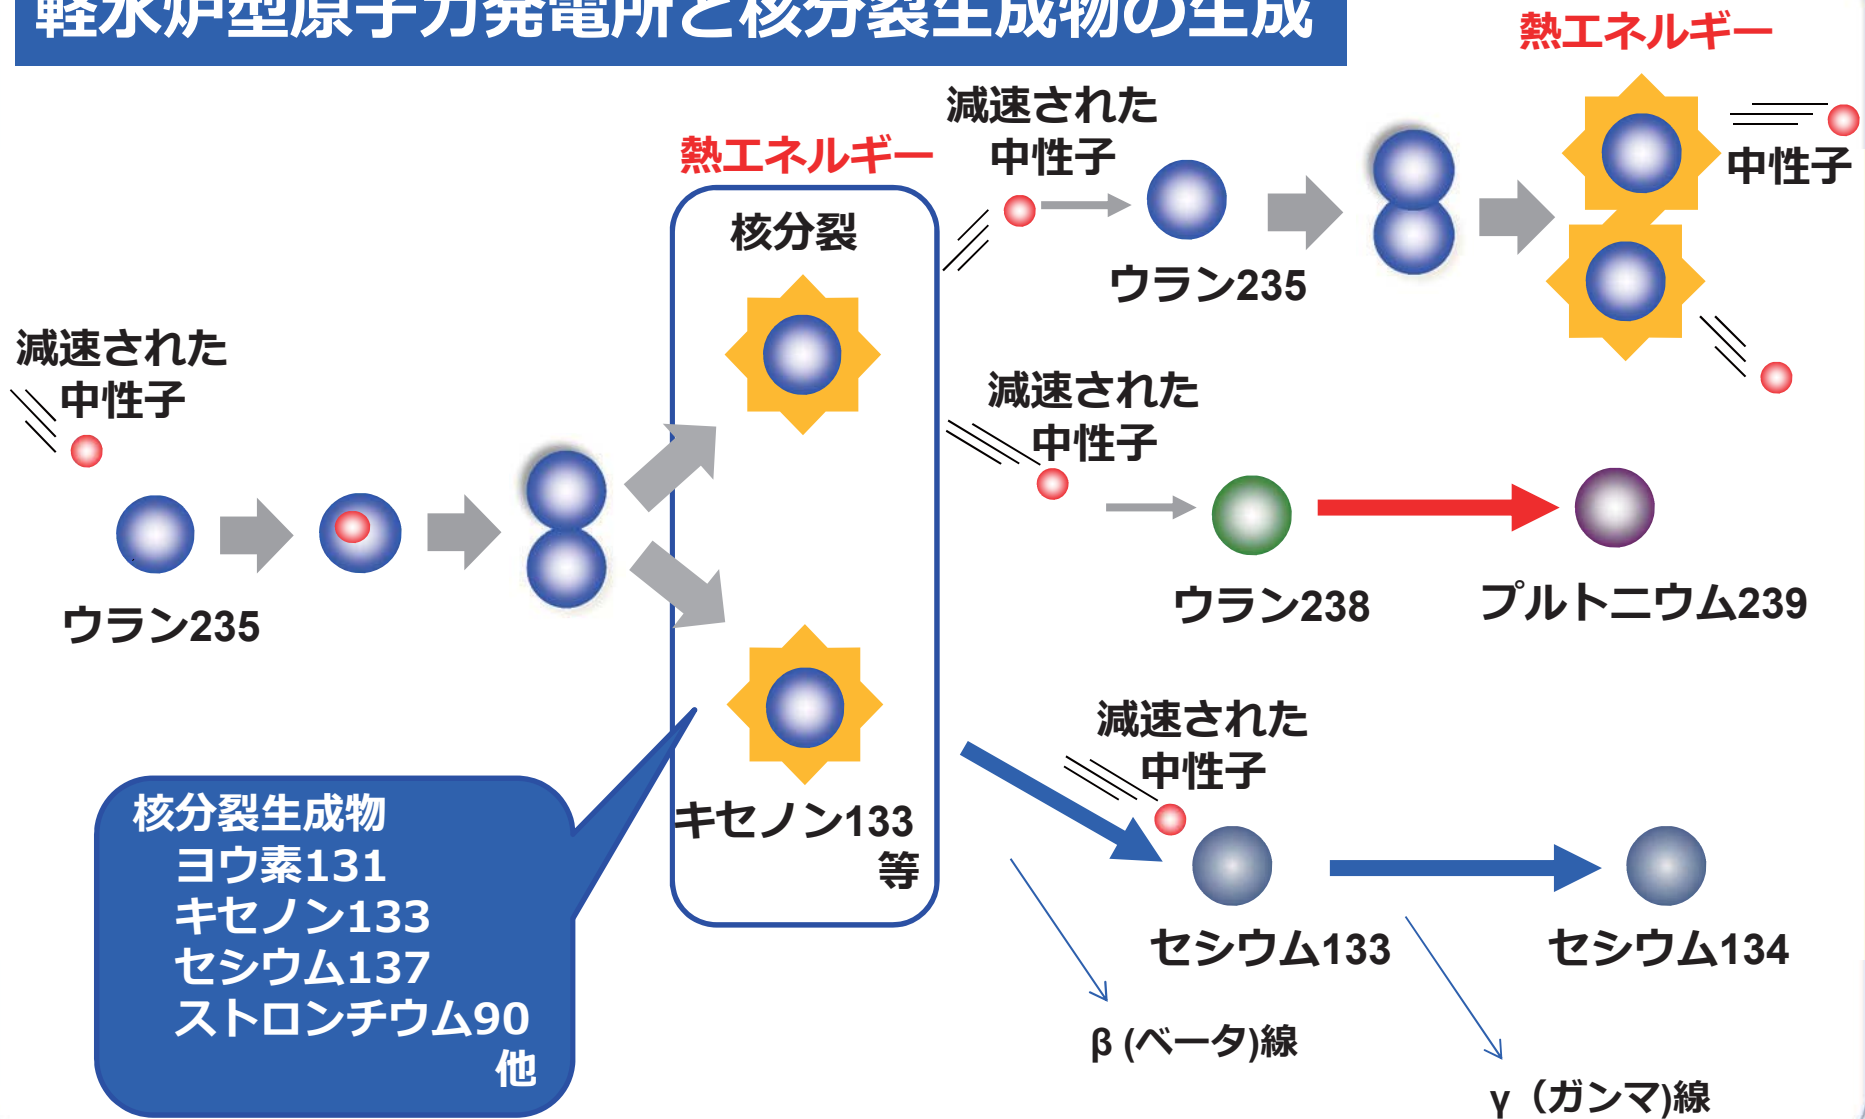 軽水炉型原子力発電所と核分裂生成物の生成
熱エネルギー
減速された
中性子
中性子
熱エネルギー
核分裂
ウラン235
減速された
中性子
減速された
中性子
ウラン235
ウラン238
プルトニウム239
減速された
中性子
キセノン133
等
セシウム133
セシウム134
核分裂生成物
ヨウ素131
キセノン133
セシウム137
ストロンチウム90
他
β (ベータ)線
γ（ガンマ)線